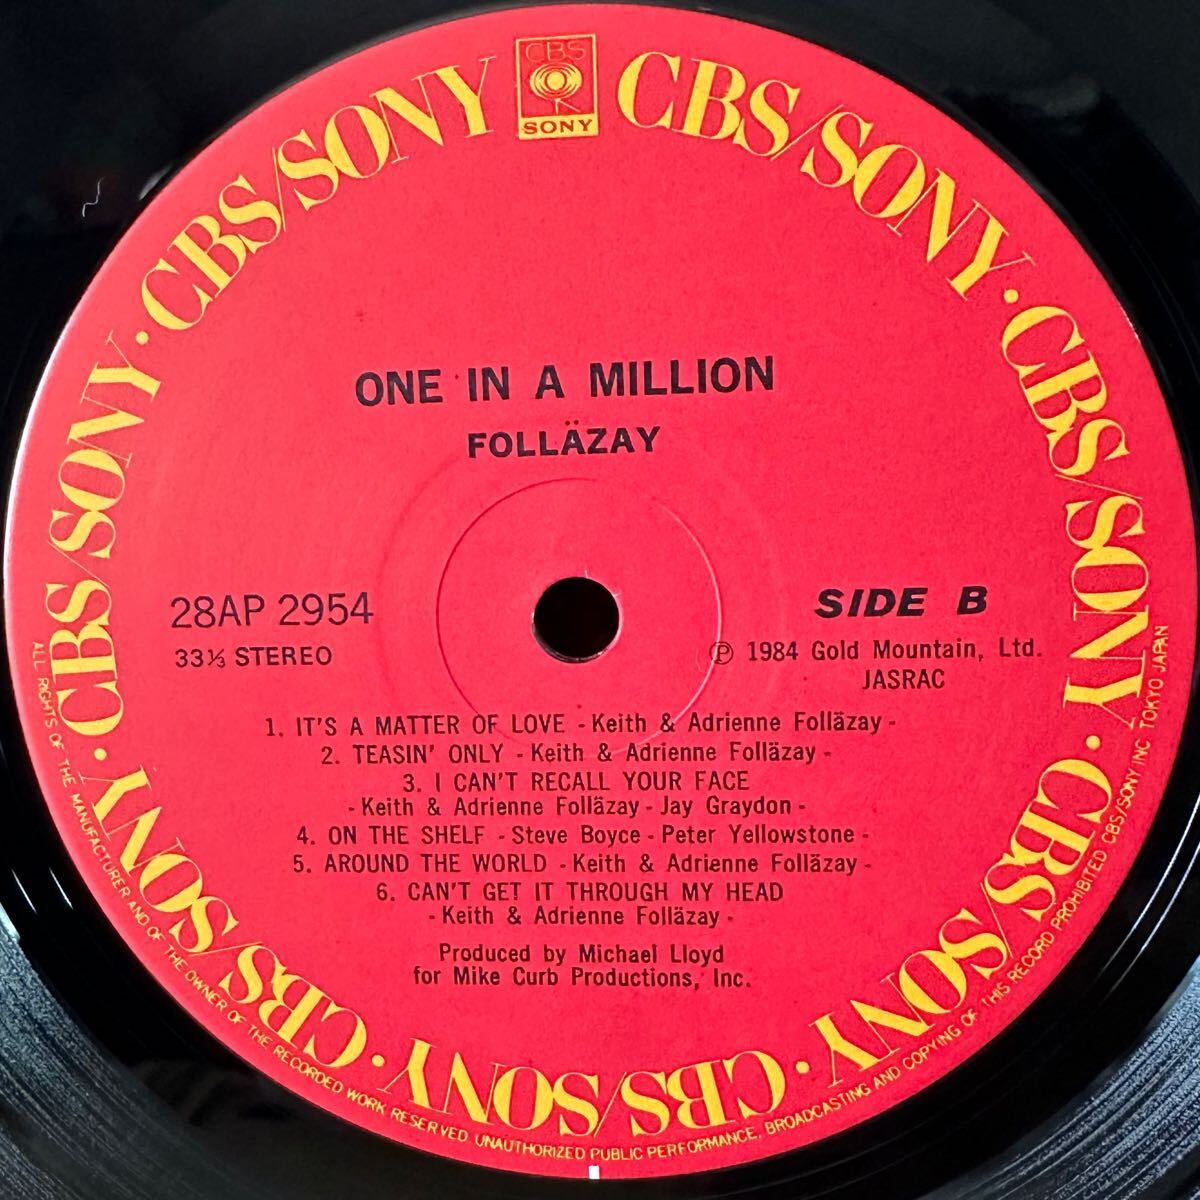 CBS
SONY
CBS/SONY · CBS/SONY · CBS/SONY · CBS/SONY · CBS/SONY · CBS/SONY · CBS/SONY · CBS/SONY
ONE IN A MILLION
FOLLÄZAY
28AP 2954
33⅓ STEREO
SIDE B
℗ 1984 Gold Mountain, Ltd.
JASRAC
1. IT'S A MATTER OF LOVE - Keith & Adrienne Folläzay -
2. TEASIN' ONLY - Keith & Adrienne Folläzay -
3. I CAN'T RECALL YOUR FACE
- Keith & Adrienne Folläzay - Jay Graydon -
4. ON THE SHELF - Steve Boyce - Peter Yellowstone -
5. AROUND THE WORLD - Keith & Adrienne Folläzay -
6. CAN'T GET IT THROUGH MY HEAD
- Keith & Adrienne Folläzay -
Produced by Michael Lloyd
for Mike Curb Productions, Inc.
ALL RIGHTS OF THE MANUFACTURER AND OF THE OWNER OF THE RECORDED WORK RESERVED UNAUTHORIZED PUBLIC PERFORMANCE, BROADCASTING AND COPYING OF THIS RECORD PROHIBITED CBS/SONY INC TOKYO JAPAN